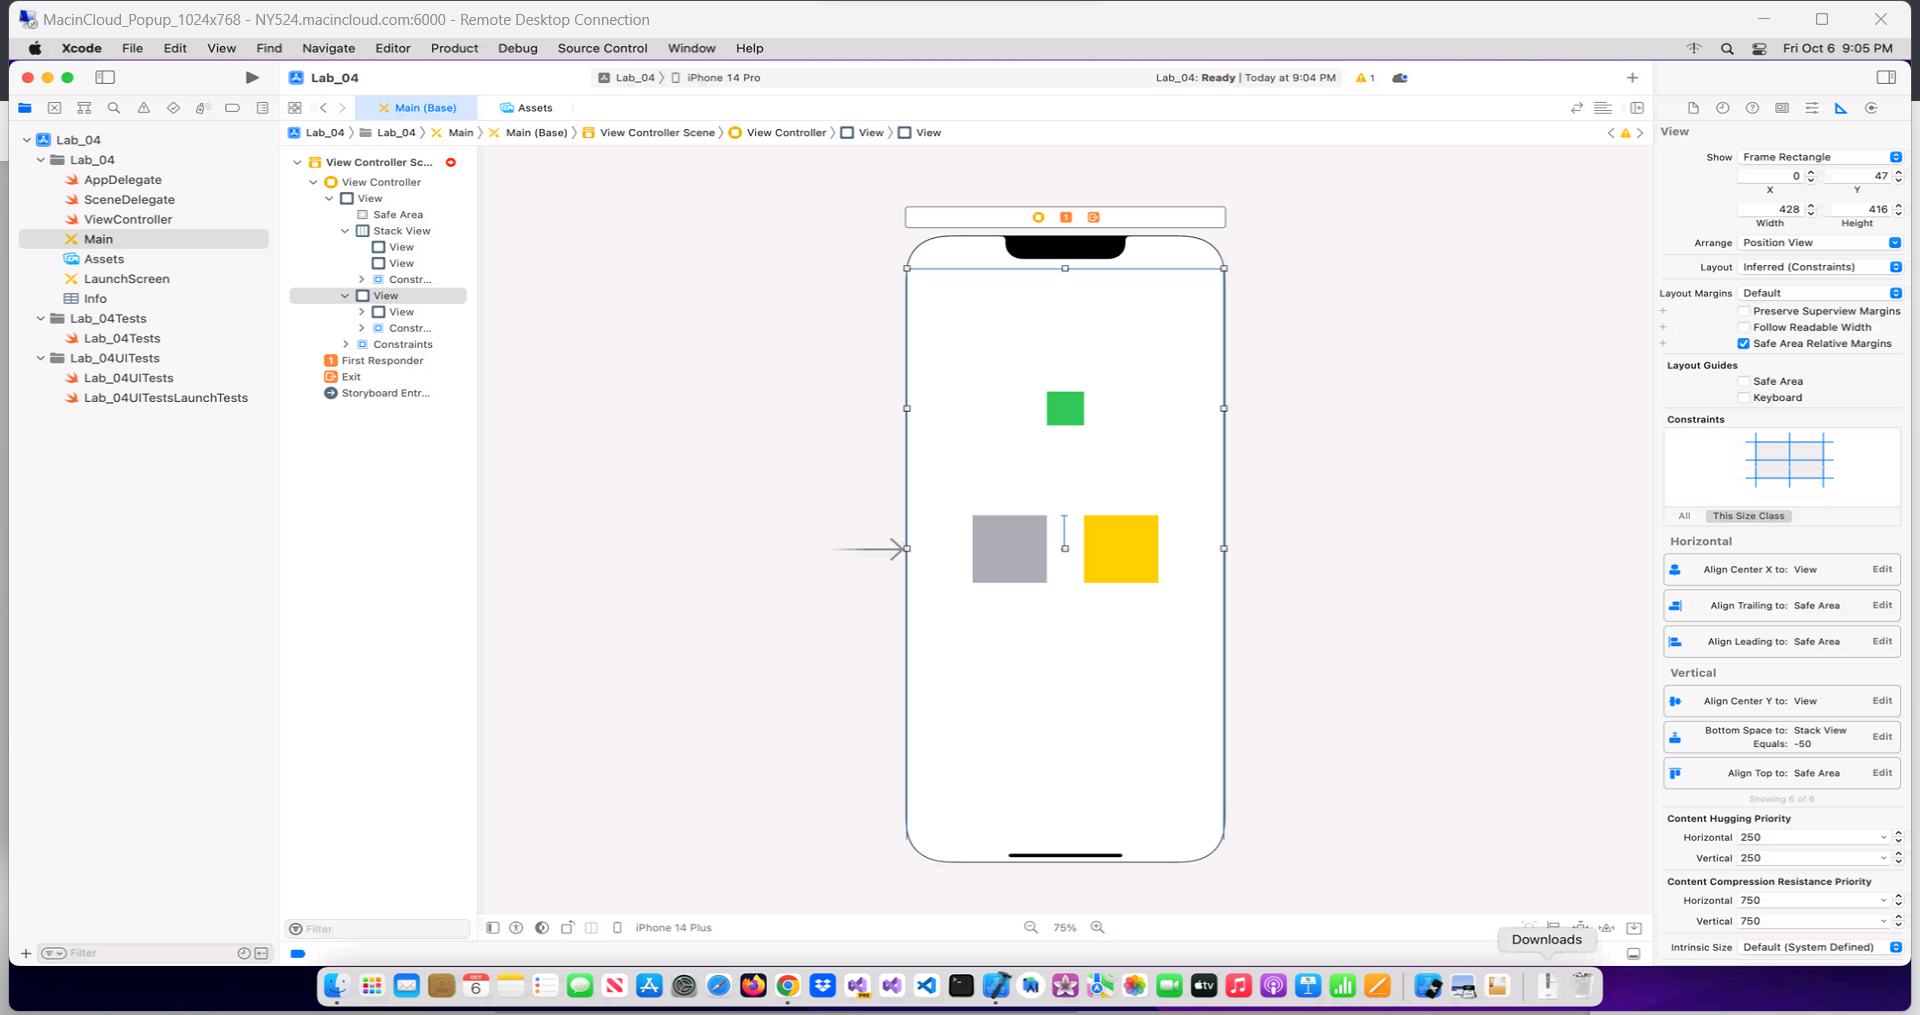 MacinCloud_Popup_1024x768 - NY524.macincloud.com:6000 - Remote Desktop Connection
Xcode File Edit View Find Navigate Editor Product Debug Source Control Window Help
Fri Oct 6 9:05 PM
Lab_04
Lab_04 iPhone 14 Pro
Lab_04: Ready | Today at 9:04 PM
1
Main (Base)
Assets
Lab_04 Lab_04 Main Main (Base) View Controller Scene View Controller View View
Lab_04
Lab_04
AppDelegate
SceneDelegate
ViewController
Main
Assets
LaunchScreen
Info
Lab_04Tests
Lab_04Tests
Lab_04UITests
Lab_04UITests
Lab_04UITestsLaunchTests
Filter
View Controller Sc...
View Controller
View
Safe Area
Stack View
View
View
Constr...
View
View
Constr...
Constraints
First Responder
Exit
Storyboard Entr...
Filter
iPhone 14 Plus
75%
Downloads
View
Show Frame Rectangle
0 47
X Y
428 416
Width Height
Arrange Position View
Layout Inferred (Constraints)
Layout Margins Default
Preserve Superview Margins
Follow Readable Width
Safe Area Relative Margins
Layout Guides
Safe Area
Keyboard
Constraints
All This Size Class
Horizontal
Align Center X to: View Edit
Align Trailing to: Safe Area Edit
Align Leading to: Safe Area Edit
Vertical
Align Center Y to: View Edit
Bottom Space to: Stack View Edit
Equals: -50
Align Top to: Safe Area Edit
Showing 6 of 6
Content Hugging Priority
Horizontal 250
Vertical 250
Content Compression Resistance Priority
Horizontal 750
Vertical 750
Intrinsic Size Default (System Defined)
OCT
6
PRE
tv